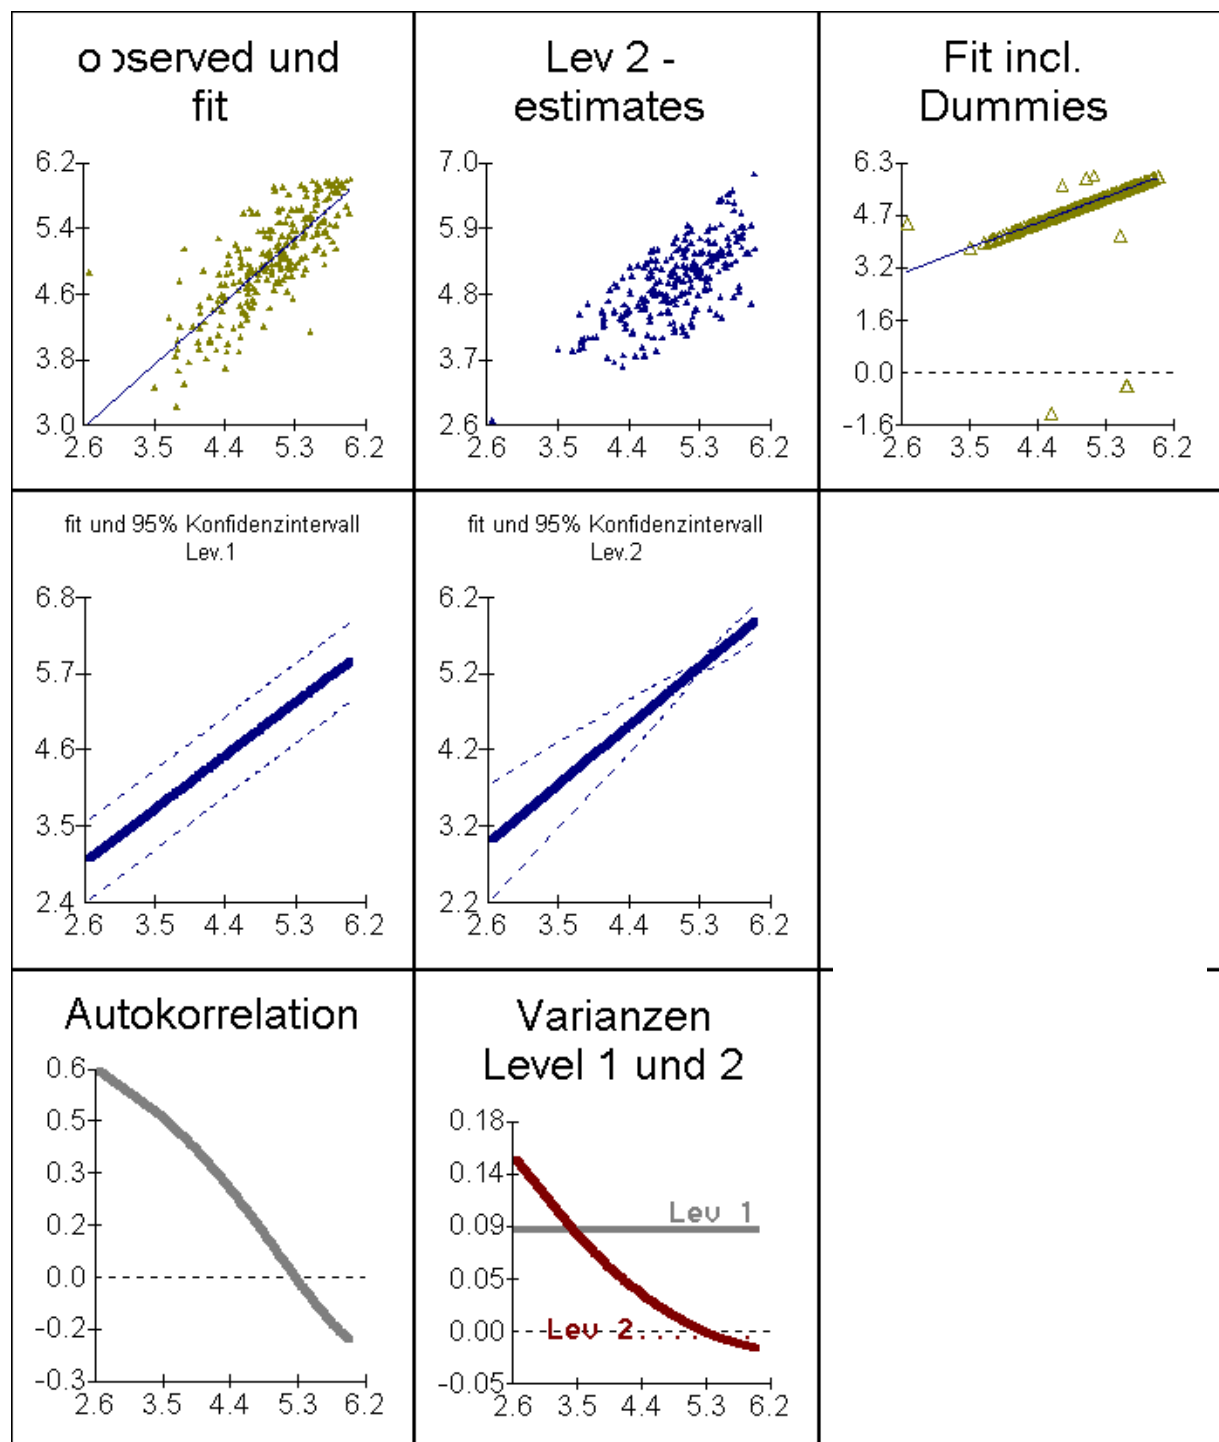 o bserved und
fit
6.2
5.4
4.6
3.8
3.0
2.6 3.5 4.4 5.3 6.2
Lev 2 -
estimates
7.0
5.9
4.8
3.7
2.6
2.6 3.5 4.4 5.3 6.2
Fit incl.
Dummies
6.3
4.7
3.2
1.6
0.0
-1.6
2.6 3.5 4.4 5.3 6.2
fit und 95% Konfidenzintervall
Lev.1
6.8
5.7
4.6
3.5
2.4
2.6 3.5 4.4 5.3 6.2
fit und 95% Konfidenzintervall
Lev.2
6.2
5.2
4.2
3.2
2.2
2.6 3.5 4.4 5.3 6.2
Autokorrelation
0.6
0.5
0.3
0.2
0.0
-0.2
-0.3
2.6 3.5 4.4 5.3 6.2
Varianzen
Level 1 und 2
0.18
0.14
Lev 1
0.09
0.05
0.00
Lev 2
-0.05
2.6 3.5 4.4 5.3 6.2